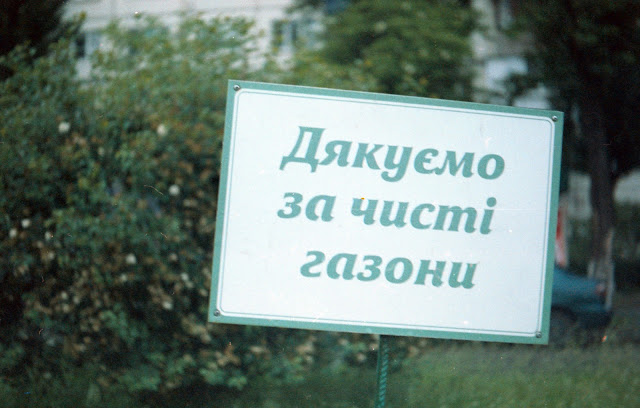 Дякуємо
за чисті
газони